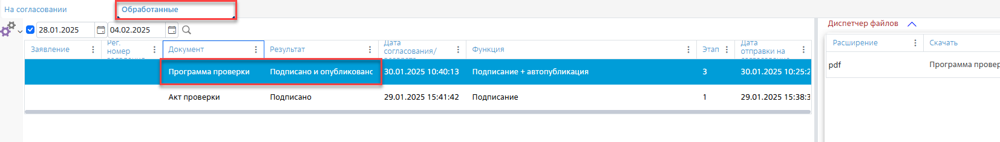 На согласовании
Обработанные
28.01.2025
04.02.2025
Диспетчер файлов
Заявление
Рег.
номер
Документ
Результат
Дата
согласования/
Функция
Этап
Дата
отправки на
Расширение
Скачать
Программа проверки
Подписано и опубликовано
30.01.2025 10:40:13
Подписание + автопубликация
3
30.01.2025 10:25:2
pdf
Программа провер
Акт проверки
Подписано
29.01.2025 15:41:42
Подписание
1
29.01.2025 15:38:3